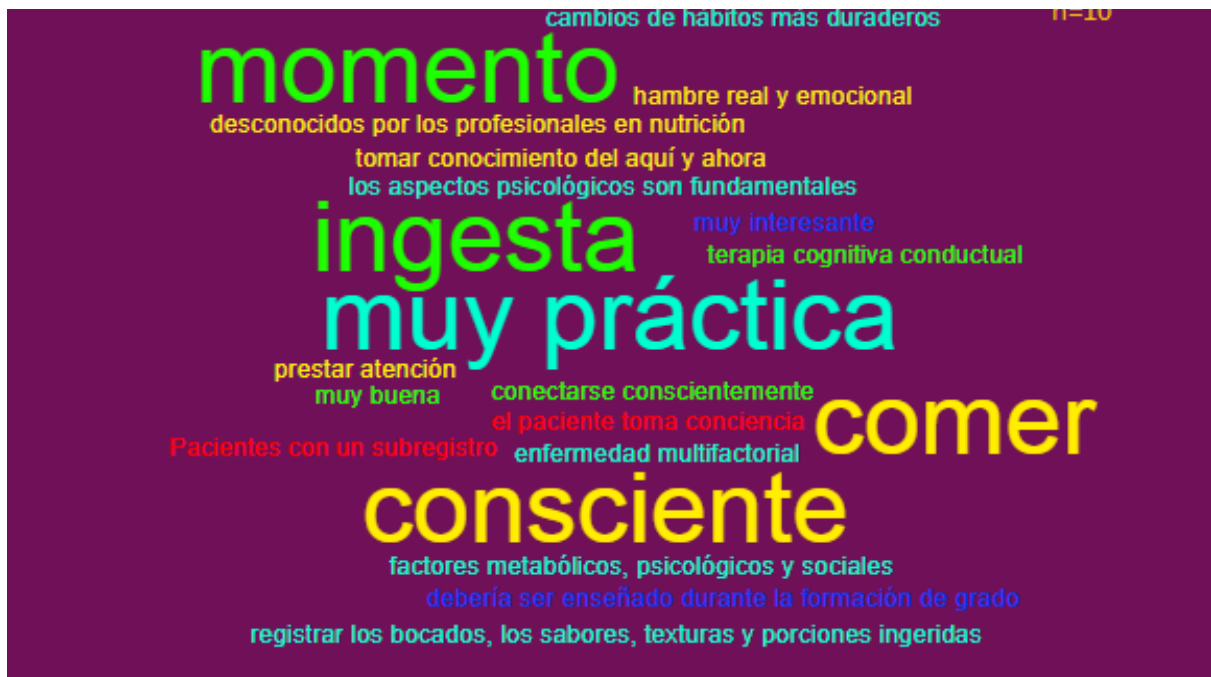 cambios de hábitos más duraderos
n=10
momento
hambre real y emocional
desconocidos por los profesionales en nutrición
tomar conocimiento del aquí y ahora
los aspectos psicológicos son fundamentales
ingesta
muy interesante
terapia cognitiva conductual
muy práctica
prestar atención
muy buena
conectarse conscientemente
el paciente toma conciencia
comer
Pacientes con un subregistro
enfermedad multifactorial
consciente
factores metabólicos, psicológicos y sociales
debería ser enseñado durante la formación de grado
registrar los bocados, los sabores, texturas y porciones ingeridas